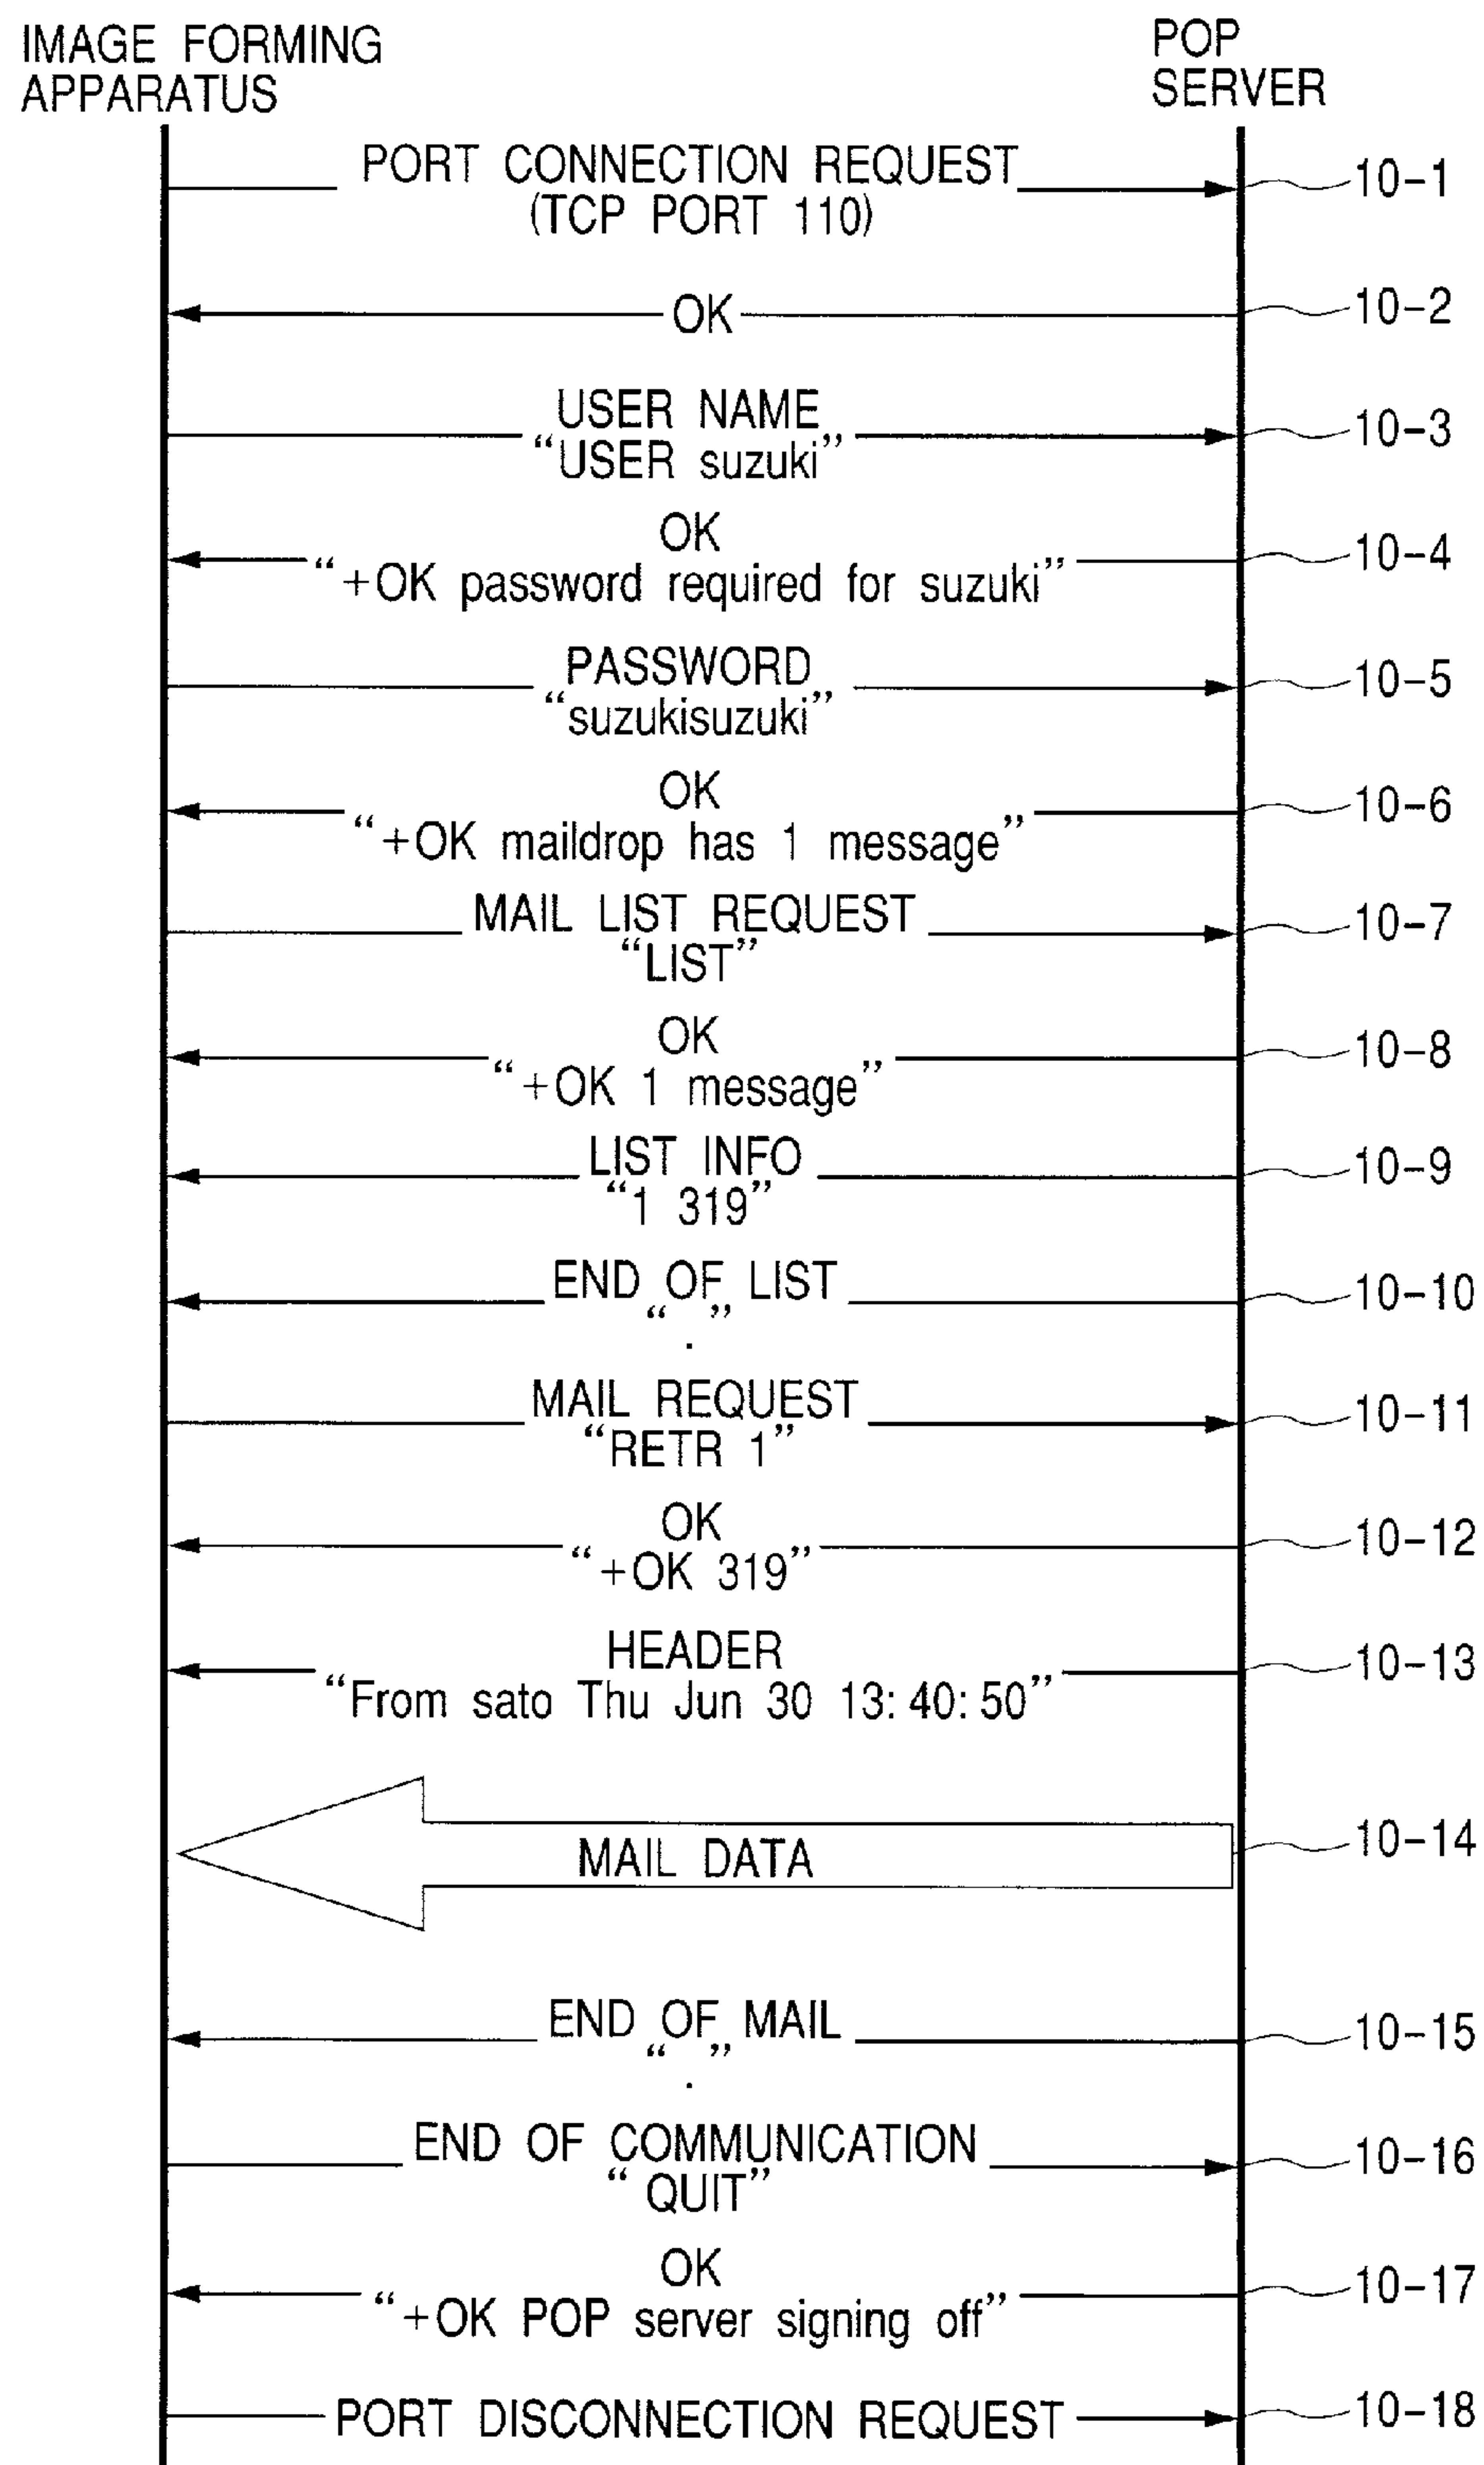 IMAGE FORMING
APPARATUS
POP
SERVER
PORT CONNECTION REQUEST
(TCP PORT 110)
10-1
OK
10-2
USER NAME
“USER suzuki”
10-3
OK
“+OK password required for suzuki”
10-4
PASSWORD
“suzukisuzuki”
10-5
OK
“+OK maildrop has 1 message”
10-6
MAIL LIST REQUEST
“LIST”
10-7
OK
“+OK 1 message”
10-8
LIST INFO
“1 319”
10-9
END OF LIST
“.”
10-10
MAIL REQUEST
“RETR 1”
10-11
OK
“+OK 319”
10-12
HEADER
“From sato Thu Jun 30 13:40:50”
10-13
MAIL DATA
10-14
END OF MAIL
“.”
10-15
END OF COMMUNICATION
“QUIT”
10-16
OK
“+OK POP server signing off”
10-17
PORT DISCONNECTION REQUEST
10-18